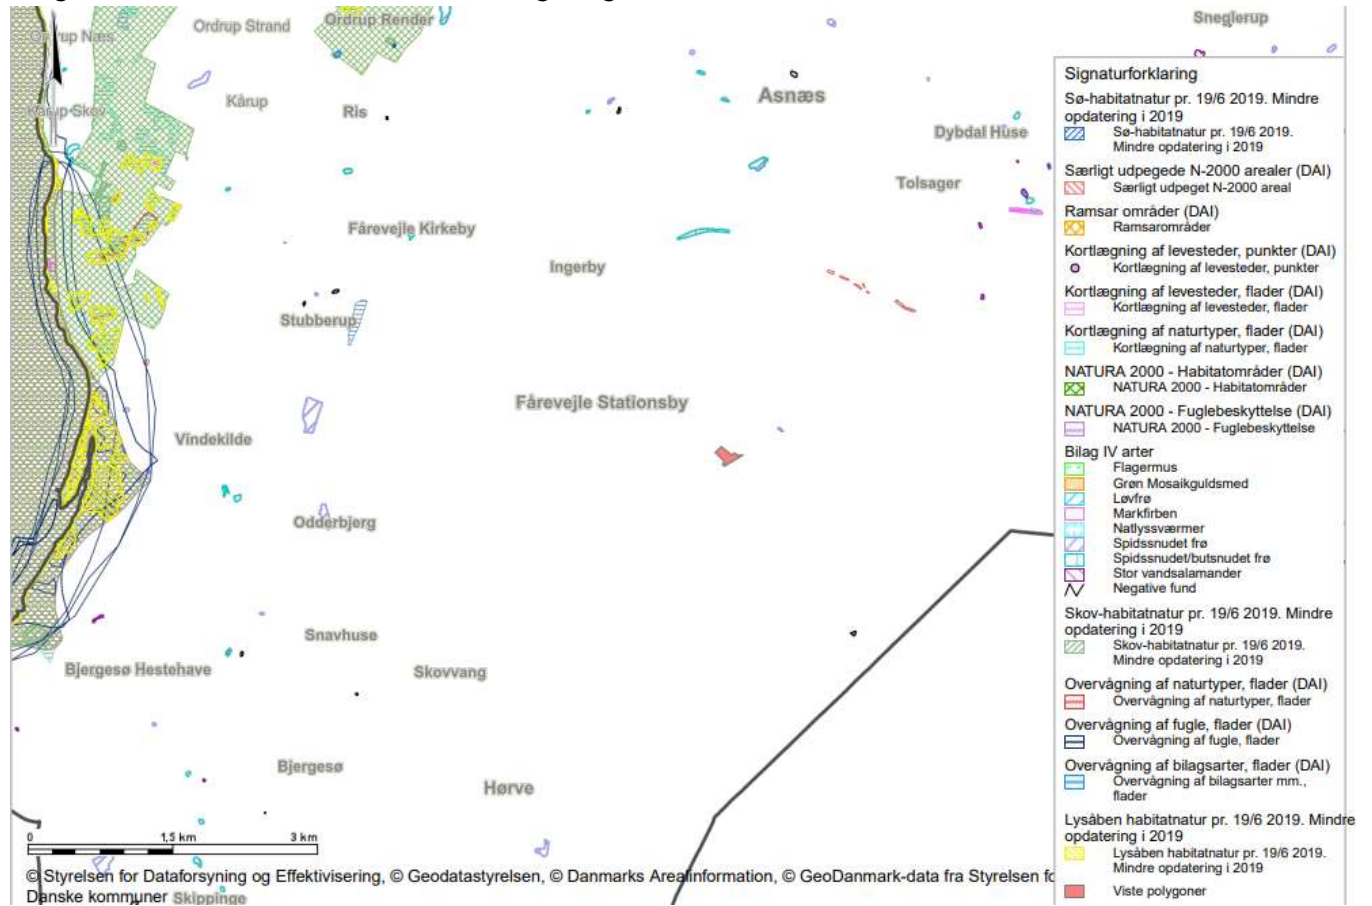 Sneglerup
Ordrup Render
Ordrup Strand
Ordrup Næs
Asnæs
Kårup
Ris
Kårup Skov
Dybdal Huse
Tolsager
Fårevejle Kirkeby
Ingerby
Stubberup
Fårevejle Stationsby
Vindekilde
Odderbjerg
Snavhuse
Bjergesø Hestehave
Skovvang
Bjergesø
Hørve
0 1,5 km 3 km
© Styrelsen for Dataforsyning og Effektivisering, © Geodatastyrelsen, © Danmarks Arealinformation, © GeoDanmark-data fra Styrelsen fo
Danske kommuner
Skippinge
Signaturforklaring
Sø-habitatnatur pr. 19/6 2019. Mindre
opdatering i 2019
Sø-habitatnatur pr. 19/6 2019.
Mindre opdatering i 2019
Særligt udpegede N-2000 arealer (DAI)
Særligt udpeget N-2000 areal
Ramsar områder (DAI)
Ramsarområder
Kortlægning af levesteder, punkter (DAI)
Kortlægning af levesteder, punkter
Kortlægning af levesteder, flader (DAI)
Kortlægning af levesteder, flader
Kortlægning af naturtyper, flader (DAI)
Kortlægning af naturtyper, flader
NATURA 2000 - Habitatområder (DAI)
NATURA 2000 - Habitatområder
NATURA 2000 - Fuglebeskyttelse (DAI)
NATURA 2000 - Fuglebeskyttelse
Bilag IV arter
Flagermus
Grøn Mosaikguldsmed
Løvfrø
Markfirben
Natlyssværmer
Spidssnudet frø
Spidssnudet/butsnudet frø
Stor vandsalamander
Negative fund
Skov-habitatnatur pr. 19/6 2019. Mindre
opdatering i 2019
Skov-habitatnatur pr. 19/6 2019.
Mindre opdatering i 2019
Overvågning af naturtyper, flader (DAI)
Overvågning af naturtyper, flader
Overvågning af fugle, flader (DAI)
Overvågning af fugle, flader
Overvågning af bilagsarter, flader (DAI)
Overvågning af bilagsarter mm.,
flader
Lysåben habitatnatur pr. 19/6 2019. Mindre
opdatering i 2019
Lysåben habitatnatur pr. 19/6 2019.
Mindre opdatering i 2019
Viste polygoner